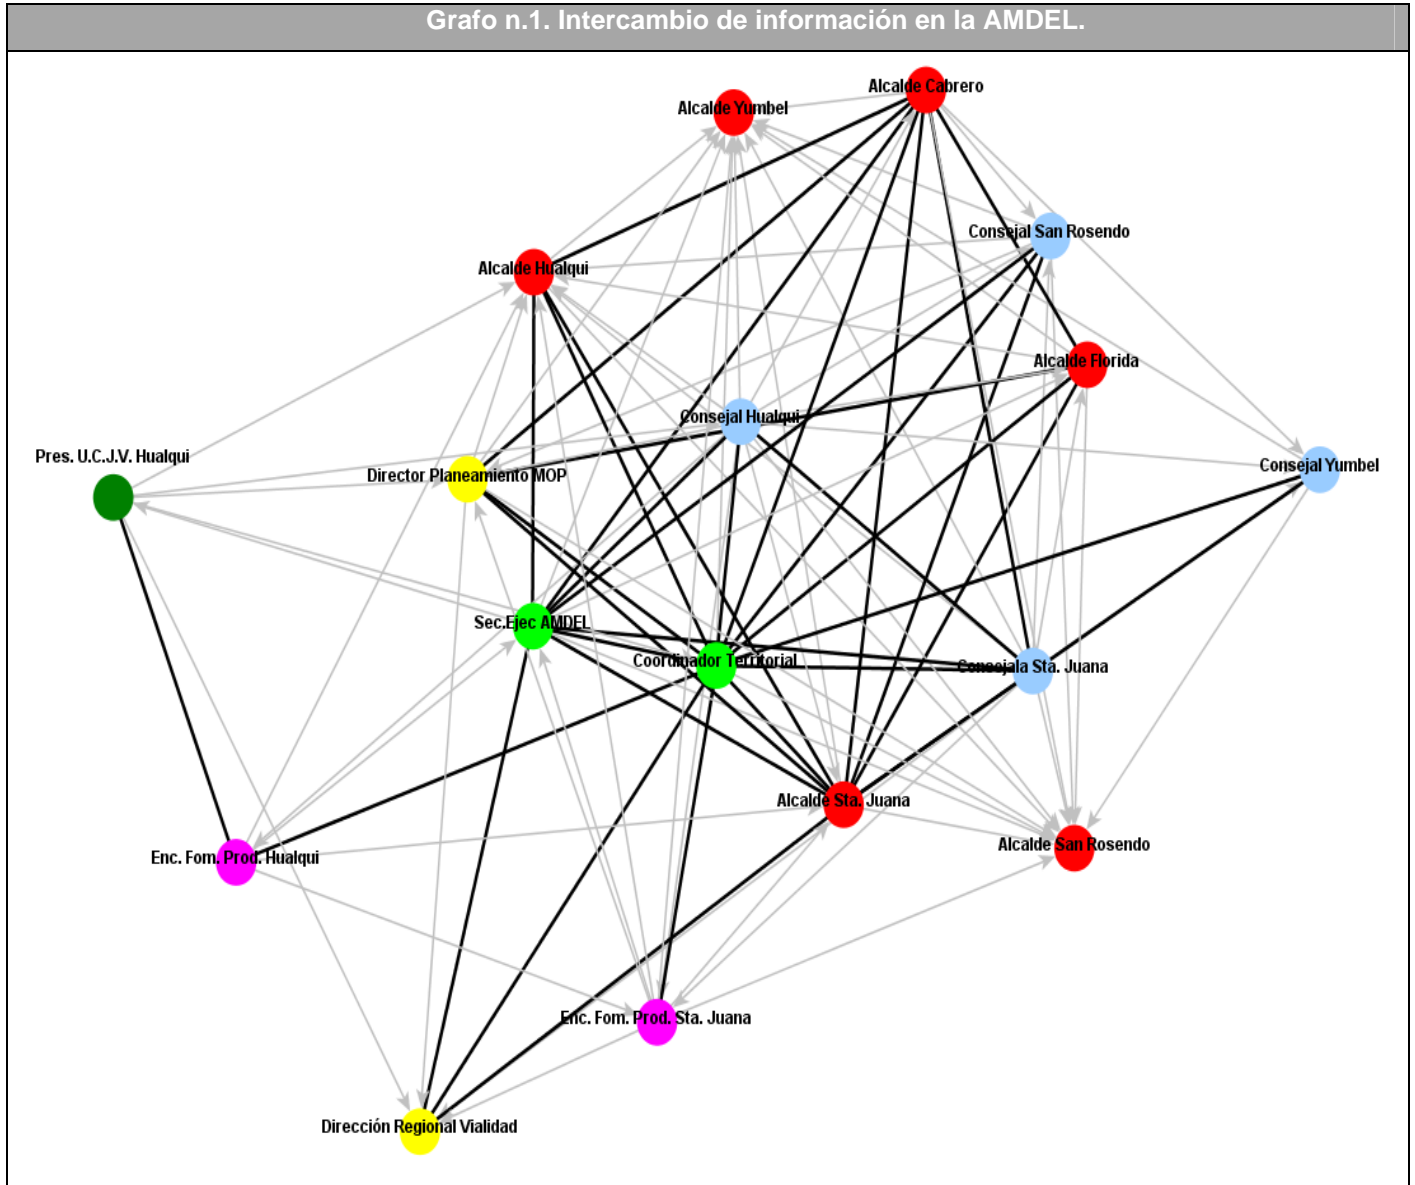 Grafo n.1. Intercambio de información en la AMDEL.
Alcalde Cabrero
Alcalde Yumbel
Consejal San Rosendo
Alcalde Hualqui
Alcalde Florida
Consejal Hualqui
Pres. U.C.J.V. Hualqui
Consejal Yumbel
Director Planeamiento MOP
Sec.Ejec AMDEL
Coordinador Territorial
Consejala Sta. Juana
Alcalde Sta. Juana
Alcalde San Rosendo
Enc. Fom. Prod. Hualqui
Enc. Fom. Prod. Sta. Juana
Dirección Regional Vialidad